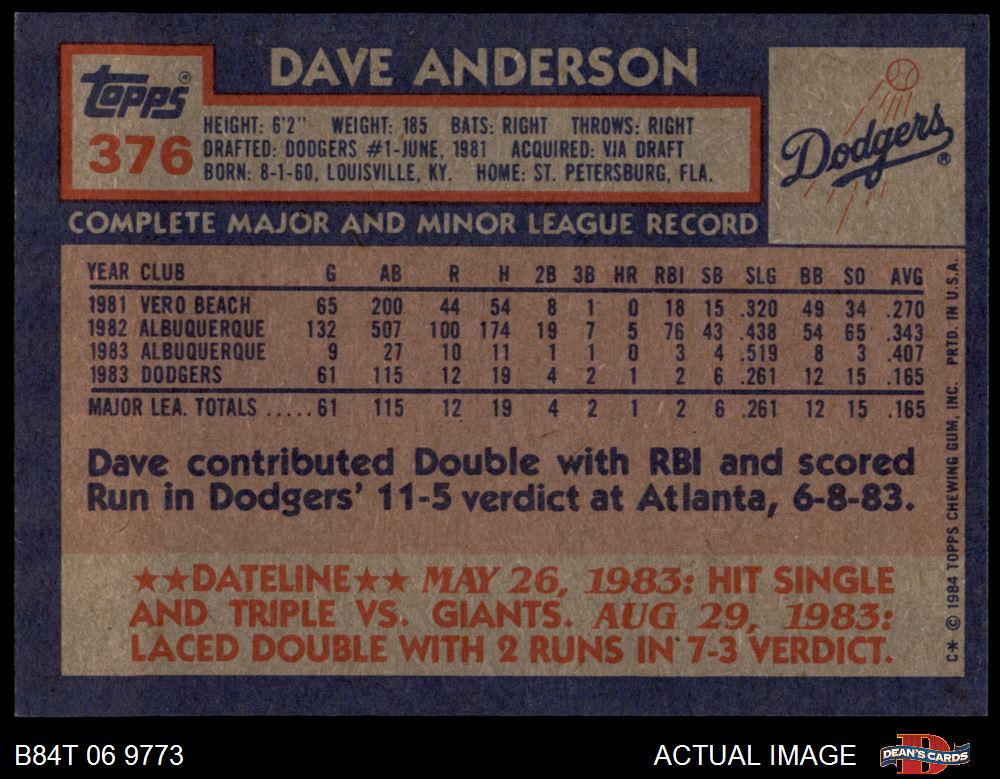 DAVE ANDERSON
topps®
376
HEIGHT: 6'2" WEIGHT: 185 BATS: RIGHT THROWS: RIGHT
DRAFTED: DODGERS #1-JUNE, 1981 ACQUIRED: VIA DRAFT
BORN: 8-1-60, LOUISVILLE, KY. HOME: ST. PETERSBURG, FLA.
Dodgers®
COMPLETE MAJOR AND MINOR LEAGUE RECORD
YEAR CLUB G AB R H 2B 3B HR RBI SB SLG BB SO AVG
1981 VERO BEACH 65 200 44 54 8 1 0 18 15 .320 49 34 .270
1982 ALBUQUERQUE 132 507 100 174 19 7 5 76 43 .438 54 65 .343
1983 ALBUQUERQUE 9 27 10 11 1 1 0 3 4 .519 8 3 .407
1983 DODGERS 61 115 12 19 4 2 1 2 6 .261 12 15 .165
MAJOR LEA. TOTALS .....61 115 12 19 4 2 1 2 6 .261 12 15 .165
Dave contributed Double with RBI and scored
Run in Dodgers' 11-5 verdict at Atlanta, 6-8-83.
★★DATELINE★★ MAY 26, 1983: HIT SINGLE
AND TRIPLE VS. GIANTS. AUG 29, 1983:
LACED DOUBLE WITH 2 RUNS IN 7-3 VERDICT.
C* © 1984 TOPPS CHEWING GUM, INC. PRTD. IN U.S.A.
B84T 06 9773
ACTUAL IMAGE
DEAN'S CARDS